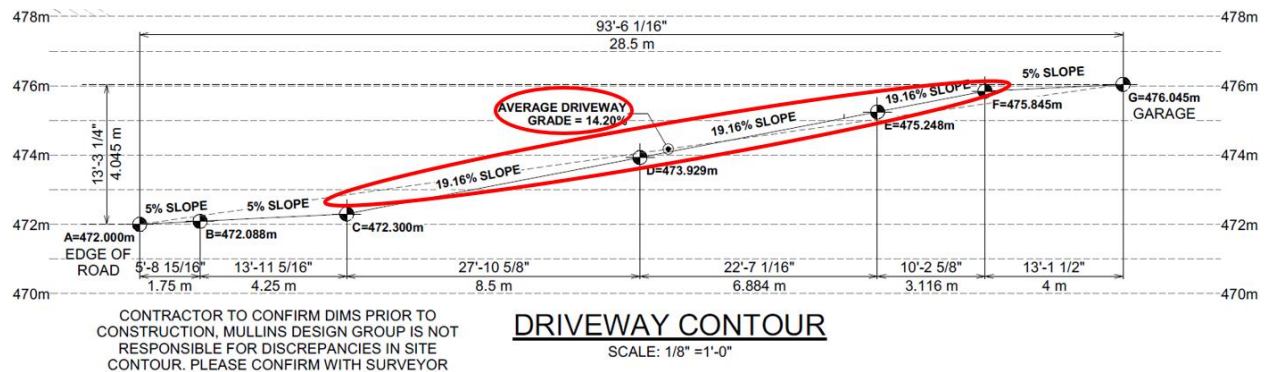 478m
478m
93'-6 1/16"
28.5 m
476m
476m
5% SLOPE
19.16% SLOPE
F=475.845m
G=476.045m
GARAGE
AVERAGE DRIVEWAY
GRADE = 14.20%
19.16% SLOPE
E=475.248m
13'-3 1/4"
4.045 m
474m
474m
D=473.929m
19.16% SLOPE
5% SLOPE
5% SLOPE
472m
472m
A=472.000m
EDGE OF
ROAD
B=472.088m
C=472.300m
5'-8 15/16"
13'-11 5/16"
27'-10 5/8"
22'-7 1/16"
10'-2 5/8"
13'-1 1/2"
1.75 m
4.25 m
8.5 m
6.884 m
3.116 m
4 m
470m
470m
CONTRACTOR TO CONFIRM DIMS PRIOR TO
CONSTRUCTION, MULLINS DESIGN GROUP IS NOT
RESPONSIBLE FOR DISCREPANCIES IN SITE
CONTOUR. PLEASE CONFIRM WITH SURVEYOR
DRIVEWAY CONTOUR
SCALE: 1/8" =1'-0"